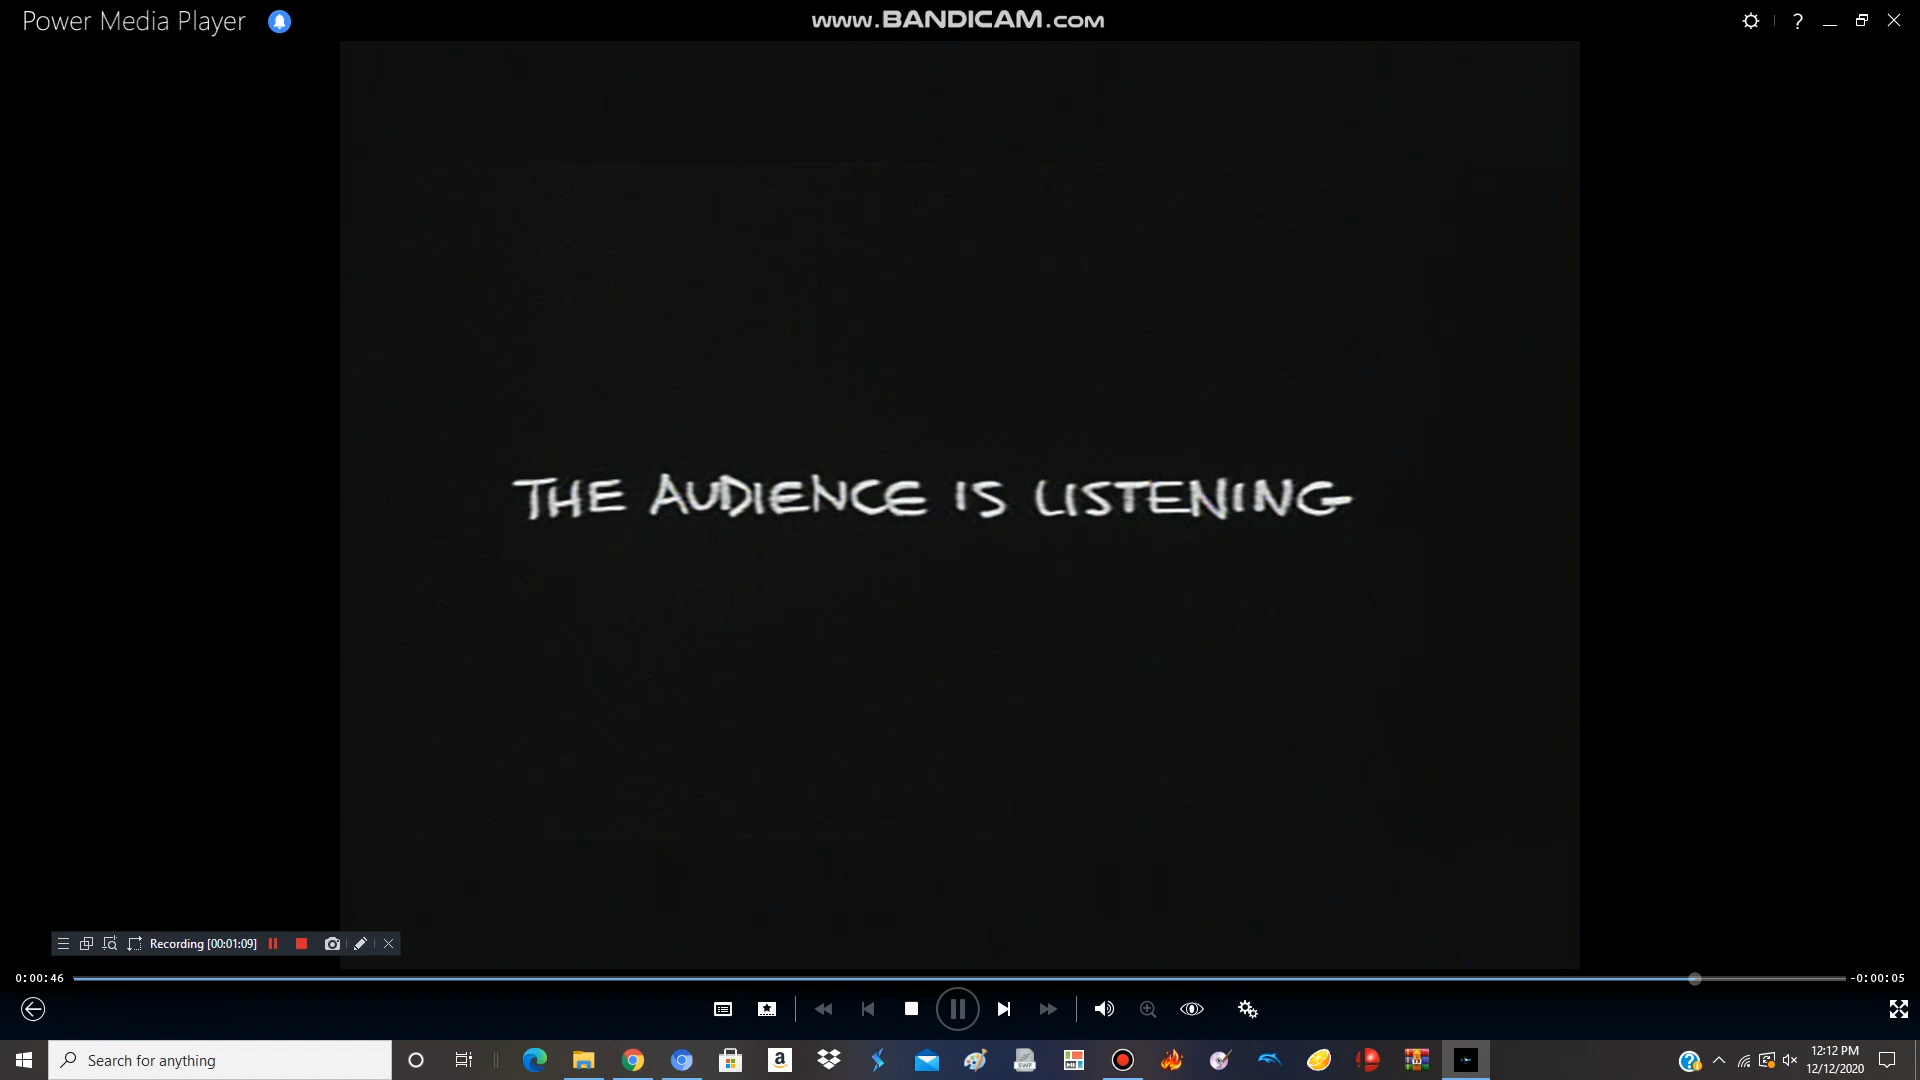 Power Media Player
www.BANDICAM.com
?
THE AUDIENCE IS LISTENING
Recording [00:01:09]
0:00:46
-0:00:05
Search for anything
a
SWF
12:12 PM
12/12/2020